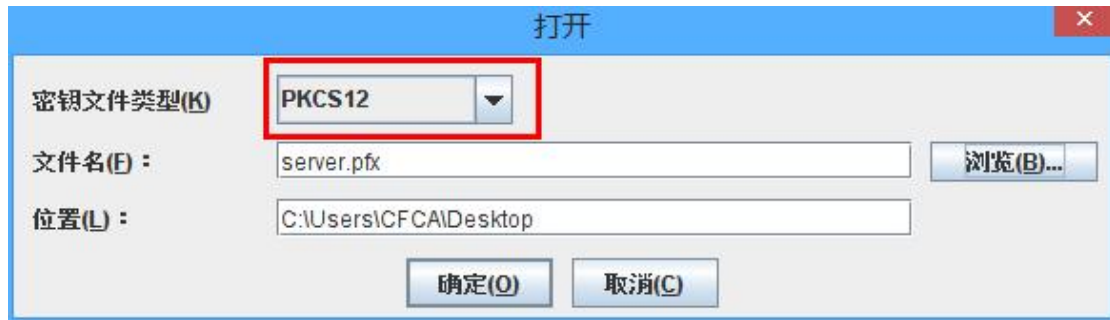 打开
密钥文件类型(K) PKCS12
文件名(F)： server.pfx 浏览(B)...
位置(L)： C:\Users\CFCA\Desktop
确定(O) 取消(C)